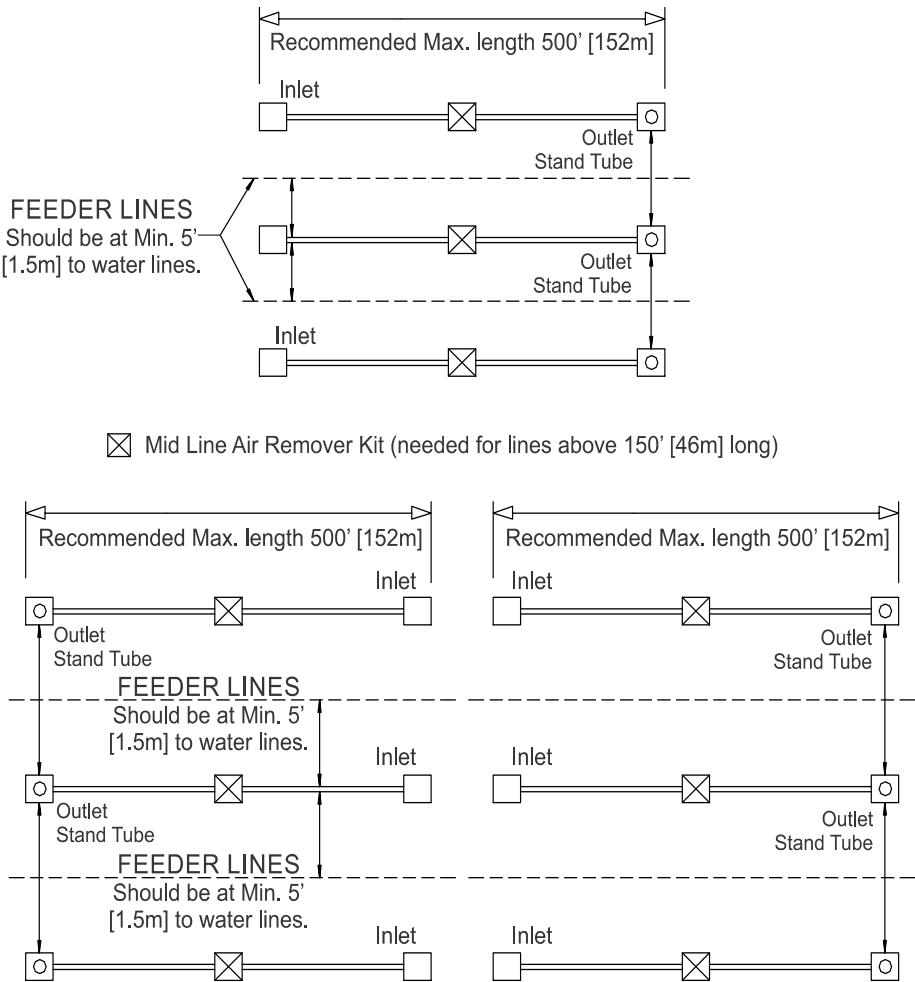 Recommended Max. length 500' [152m]
Inlet
Outlet
Stand Tube
FEEDER LINES
Should be at Min. 5'
[1.5m] to water lines.
Outlet
Stand Tube
Inlet
Mid Line Air Remover Kit (needed for lines above 150' [46m] long)
Recommended Max. length 500' [152m]
Recommended Max. length 500' [152m]
Inlet
Inlet
Outlet
Stand Tube
Outlet
Stand Tube
FEEDER LINES
Should be at Min. 5'
[1.5m] to water lines.
Inlet
Inlet
Outlet
Stand Tube
Outlet
Stand Tube
FEEDER LINES
Should be at Min. 5'
[1.5m] to water lines.
Inlet
Inlet